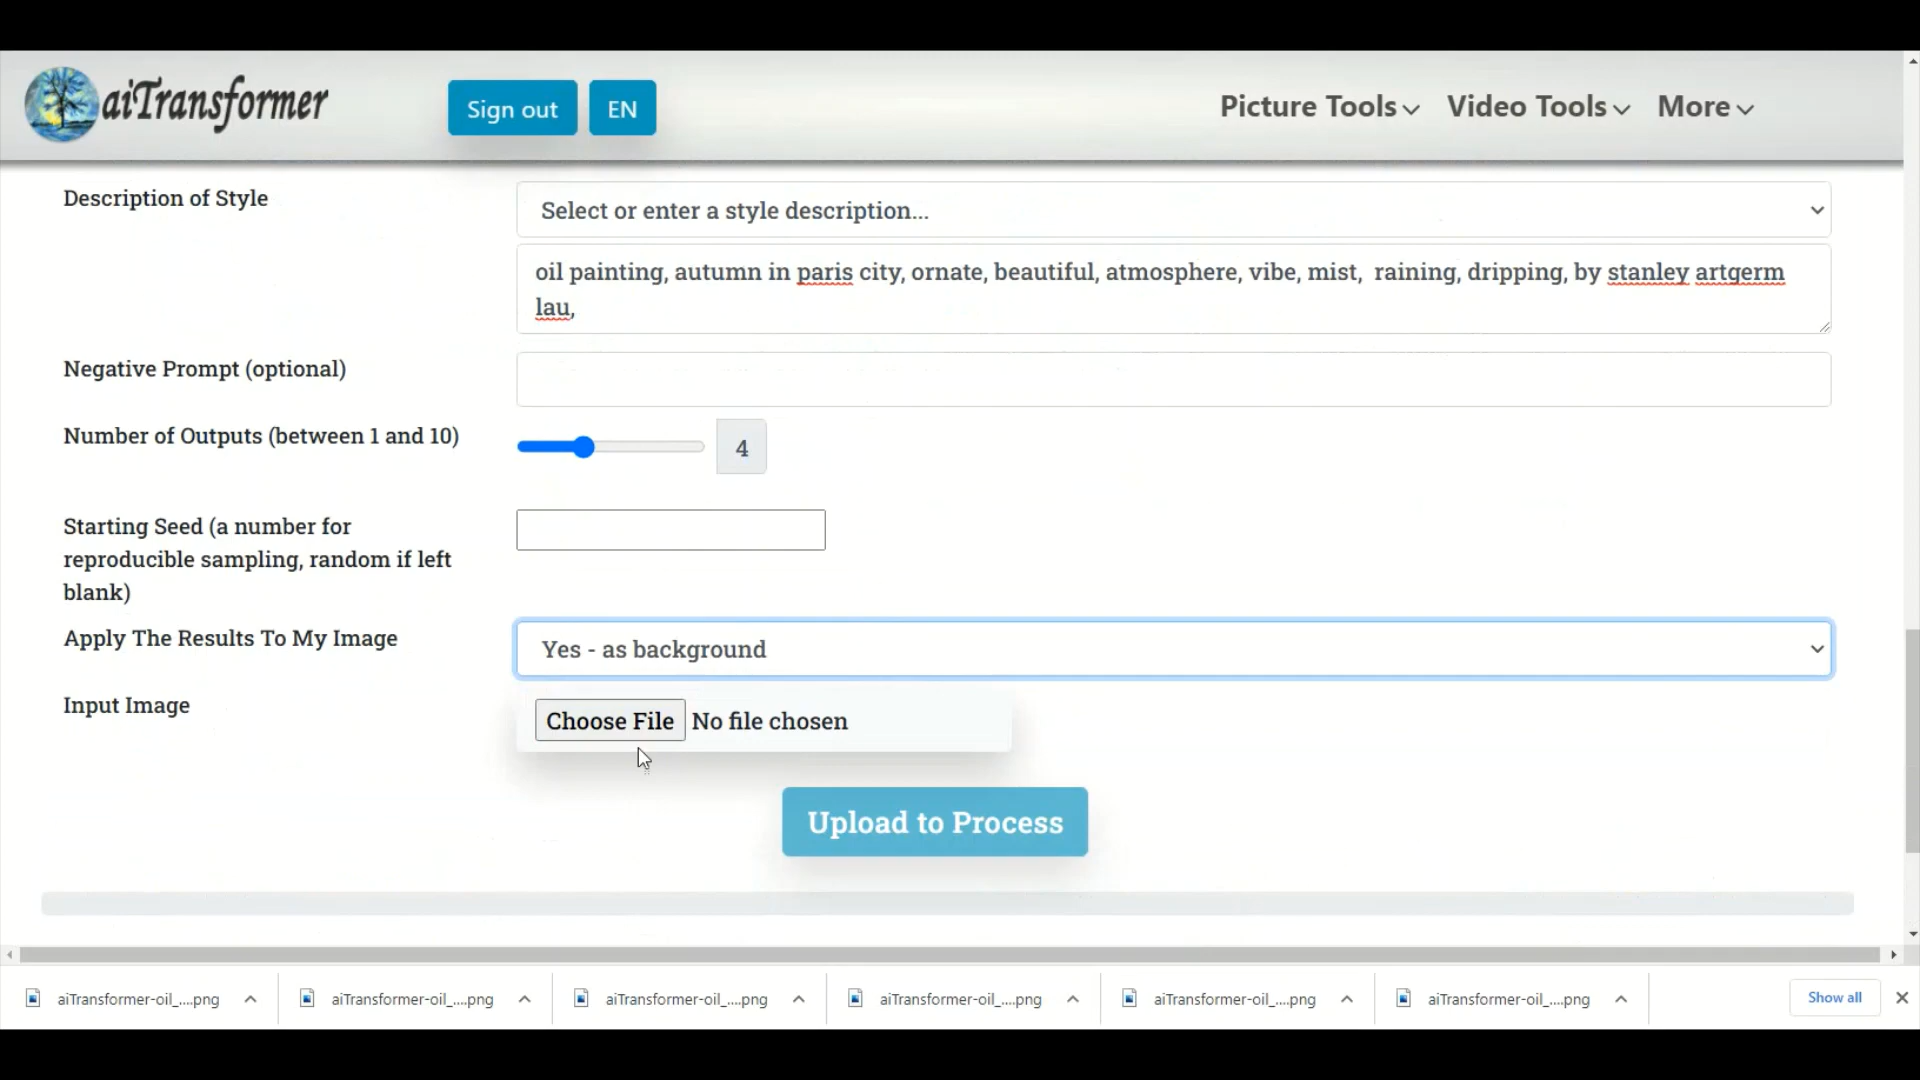 aiTransformer
Sign out
EN
Picture Tools
Video Tools
More
Description of Style
Select or enter a style description...
oil painting, autumn in paris city, ornate, beautiful, atmosphere, vibe, mist,  raining, dripping, by stanley artgerm
lau,
Negative Prompt (optional)
Number of Outputs (between 1 and 10)
4
Starting Seed (a number for
reproducible sampling, random if left
blank)
Apply The Results To My Image
Yes - as background
Input Image
Choose File No file chosen
Upload to Process
aiTransformer-oil_....png
aiTransformer-oil_....png
aiTransformer-oil_....png
aiTransformer-oil_....png
aiTransformer-oil_....png
aiTransformer-oil_....png
Show all